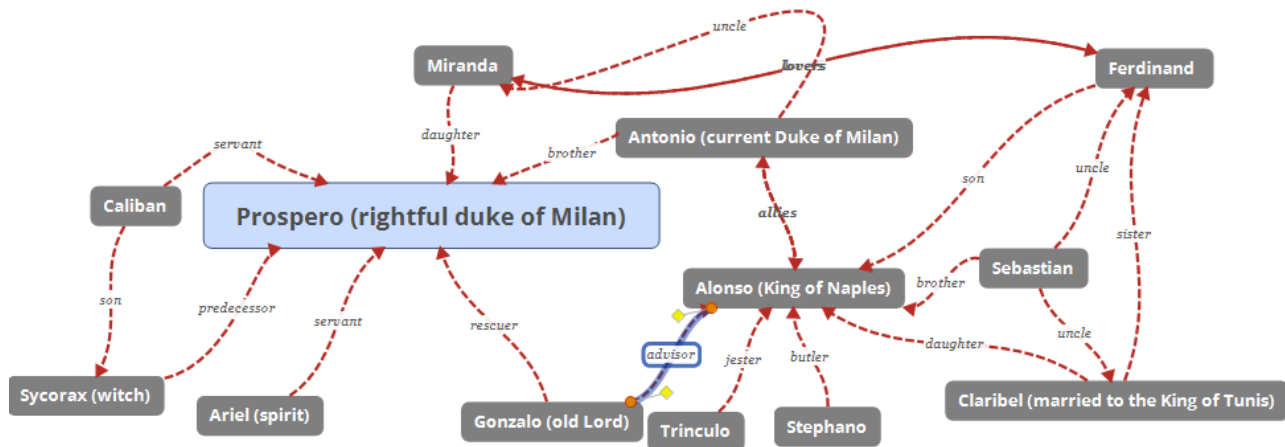 uncle
Miranda
lovers
Ferdinand
daughter
Antonio (current Duke of Milan)
servant
brother
son
uncle
Caliban
Prospero (rightful duke of Milan)
allies
sister
son
predecessor
servant
rescuer
Alonso (King of Naples)
brother
Sebastian
advisor
jester
butler
daughter
uncle
Sycorax (witch)
Ariel (spirit)
Gonzalo (old Lord)
Trinculo
Stephano
Claribel (married to the King of Tunis)